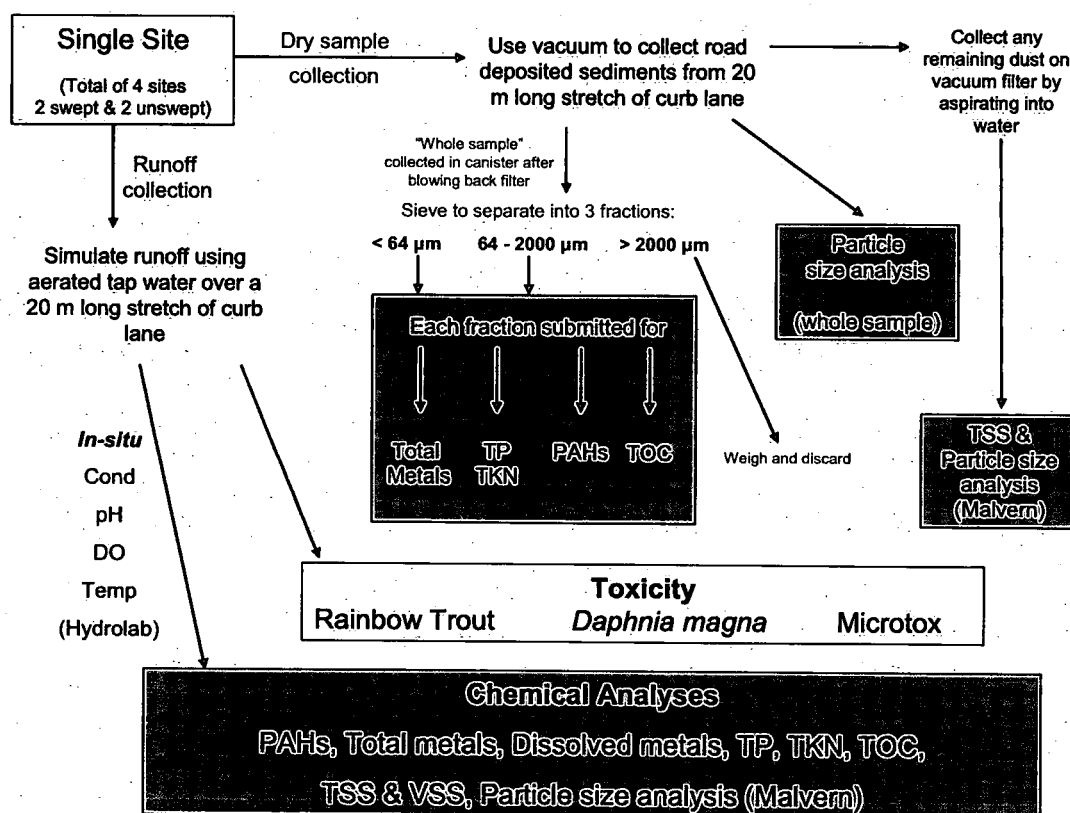 Single Site
(Total of 4 sites
2 swept & 2 unswept)
Dry sample
collection
Use vacuum to collect road
deposited sediments from 20
m long stretch of curb lane
Collect any
remaining dust on
vacuum filter by
aspirating into
water
Runoff
collection
"Whole sample"
collected in canister after
blowing back filter
Sieve to separate into 3 fractions:
< 64 µm
64 - 2000 µm
> 2000 µm
Particle
size analysis
(whole sample)
Simulate runoff using
aerated tap water over a
20 m long stretch of curb
lane
Each fraction submitted for
Total
Metals
TP
TKN
PAHs
TOC
Weigh and discard
TSS &
Particle size
analysis
(Malvern)
In-situ
Cond
pH
DO
Temp
(Hydrolab)
Toxicity
Rainbow Trout
Daphnia magna
Microtox
Chemical Analyses
PAHs, Total metals, Dissolved metals, TP, TKN, TOC,
TSS & VSS, Particle size analysis (Malvern)